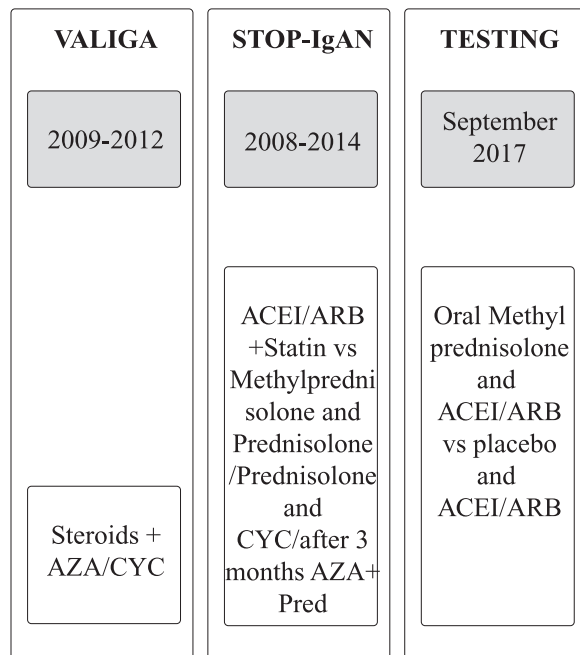 VALIGA
2009-2012
Steroids +
AZA/CYC
STOP-IgAN
2008-2014
ACEI/ARB
+Statin vs
Methylpredni
solone and
Prednisolone
/Prednisolone
and
CYC/after 3
months AZA+
Pred
TESTING
September
2017
Oral Methyl
prednisolone
and
ACEI/ARB
vs placebo
and
ACEI/ARB